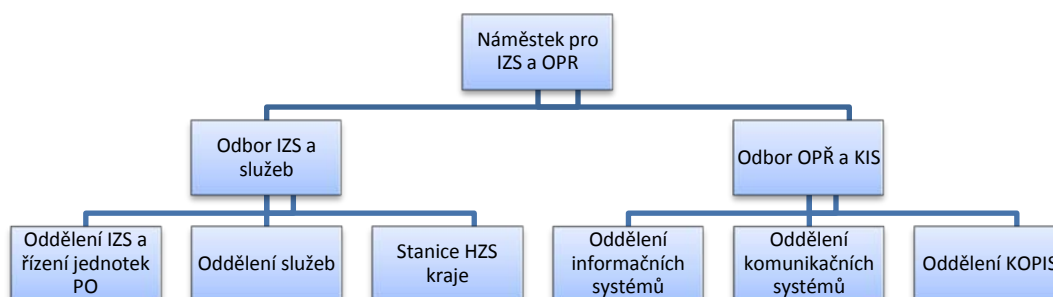 Náměstek pro
IZS a OPR
Odbor IZS a
služeb
Odbor OPŘ a KIS
Oddělení IZS a
řízení jednotek
PO
Oddělení služeb
Stanice HZS
kraje
Oddělení
informačních
systémů
Oddělení
komunikačních
systémů
Oddělení KOPIS